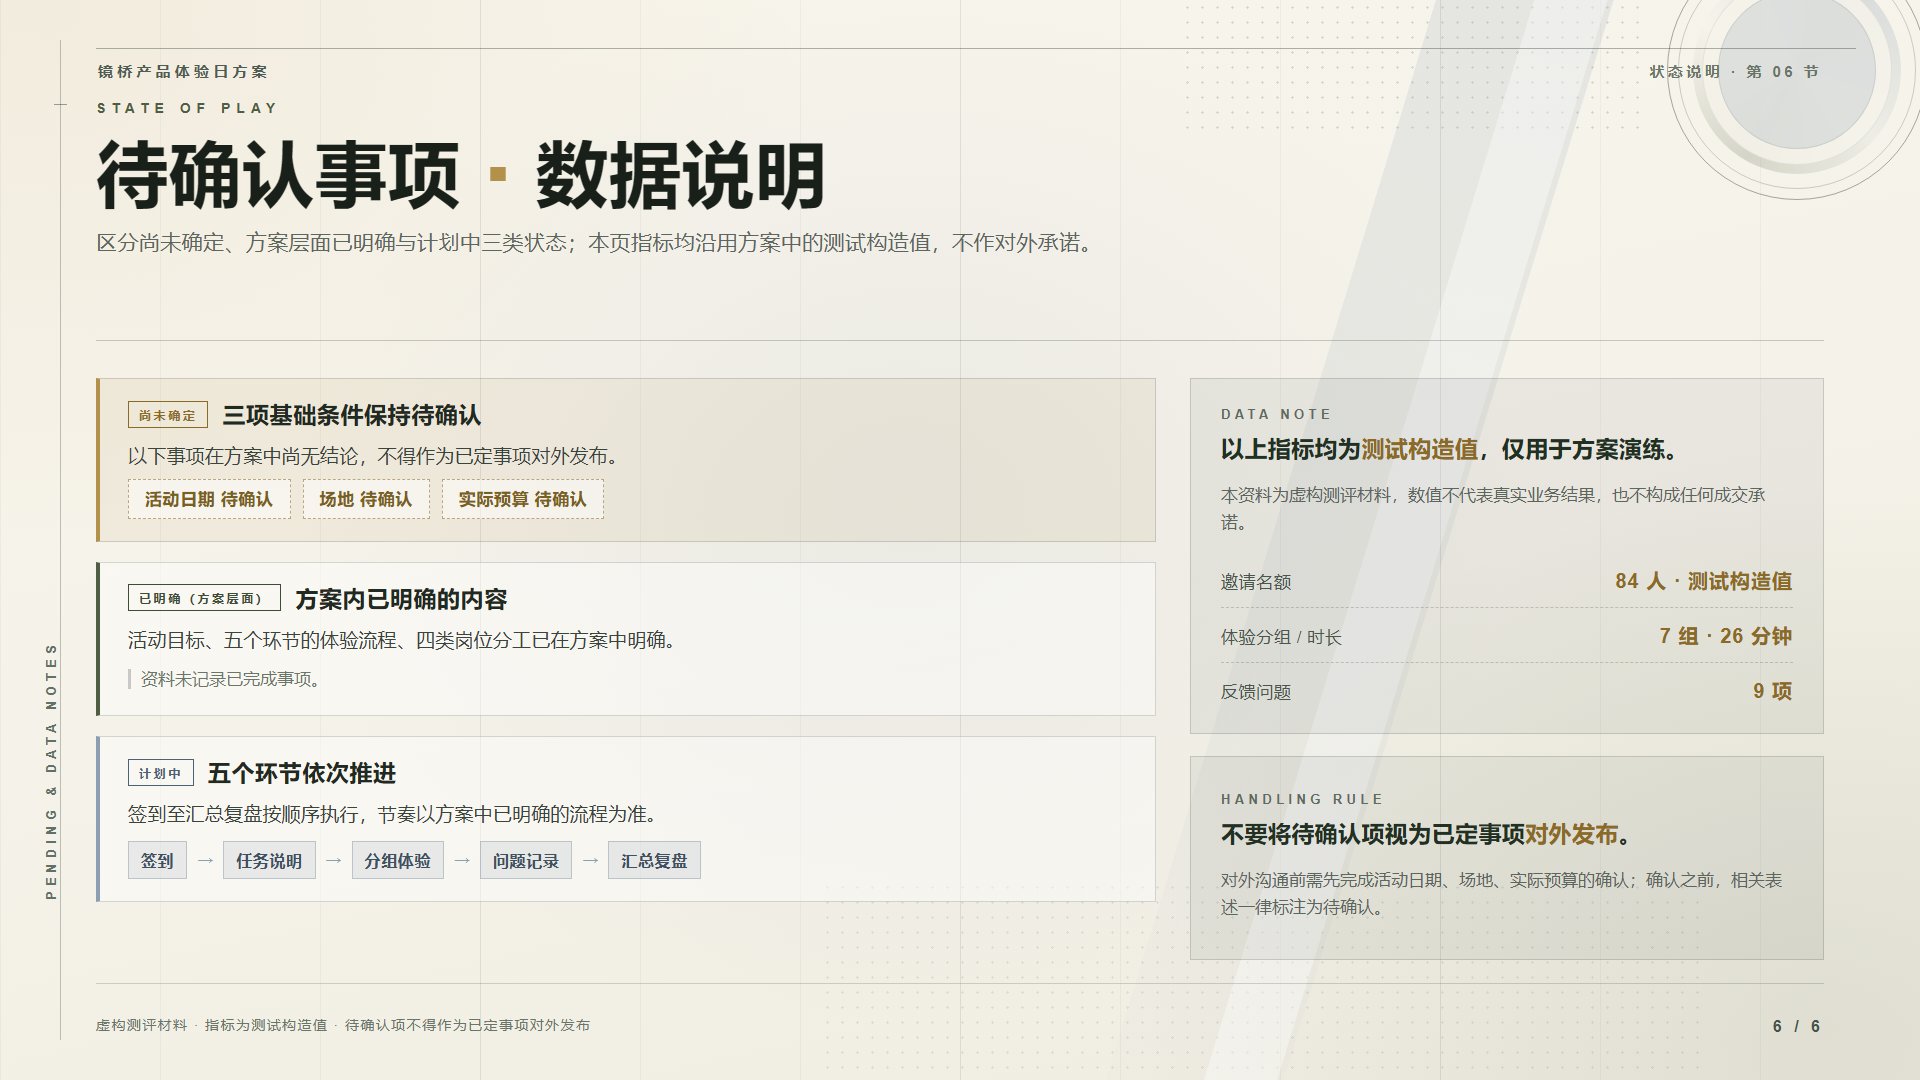 镜桥产品体验日方案
状态说明 · 第 06 节
STATE OF PLAY
待确认事项 · 数据说明
区分尚未确定、方案层面已明确与计划中三类状态；本页指标均沿用方案中的测试构造值，不作对外承诺。
尚未确定 三项基础条件保持待确认
以下事项在方案中尚无结论，不得作为已定事项对外发布。
活动日期 待确认 场地 待确认 实际预算 待确认
已明确（方案层面） 方案内已明确的内容
活动目标、五个环节的体验流程、四类岗位分工已在方案中明确。
资料未记录已完成事项。
计划中 五个环节依次推进
签到至汇总复盘按顺序执行，节奏以方案中已明确的流程为准。
签到 → 任务说明 → 分组体验 → 问题记录 → 汇总复盘
DATA NOTE
以上指标均为测试构造值，仅用于方案演练。
本资料为虚构测评材料，数值不代表真实业务结果，也不构成任何成交承
诺。
邀请名额 84 人 · 测试构造值
体验分组 / 时长 7 组 · 26 分钟
反馈问题 9 项
HANDLING RULE
不要将待确认项视为已定事项对外发布。
对外沟通前需先完成活动日期、场地、实际预算的确认；确认之前，相关表
述一律标注为待确认。
PENDING & DATA NOTES
虚构测评材料 · 指标为测试构造值 · 待确认项不得作为已定事项对外发布
6 / 6